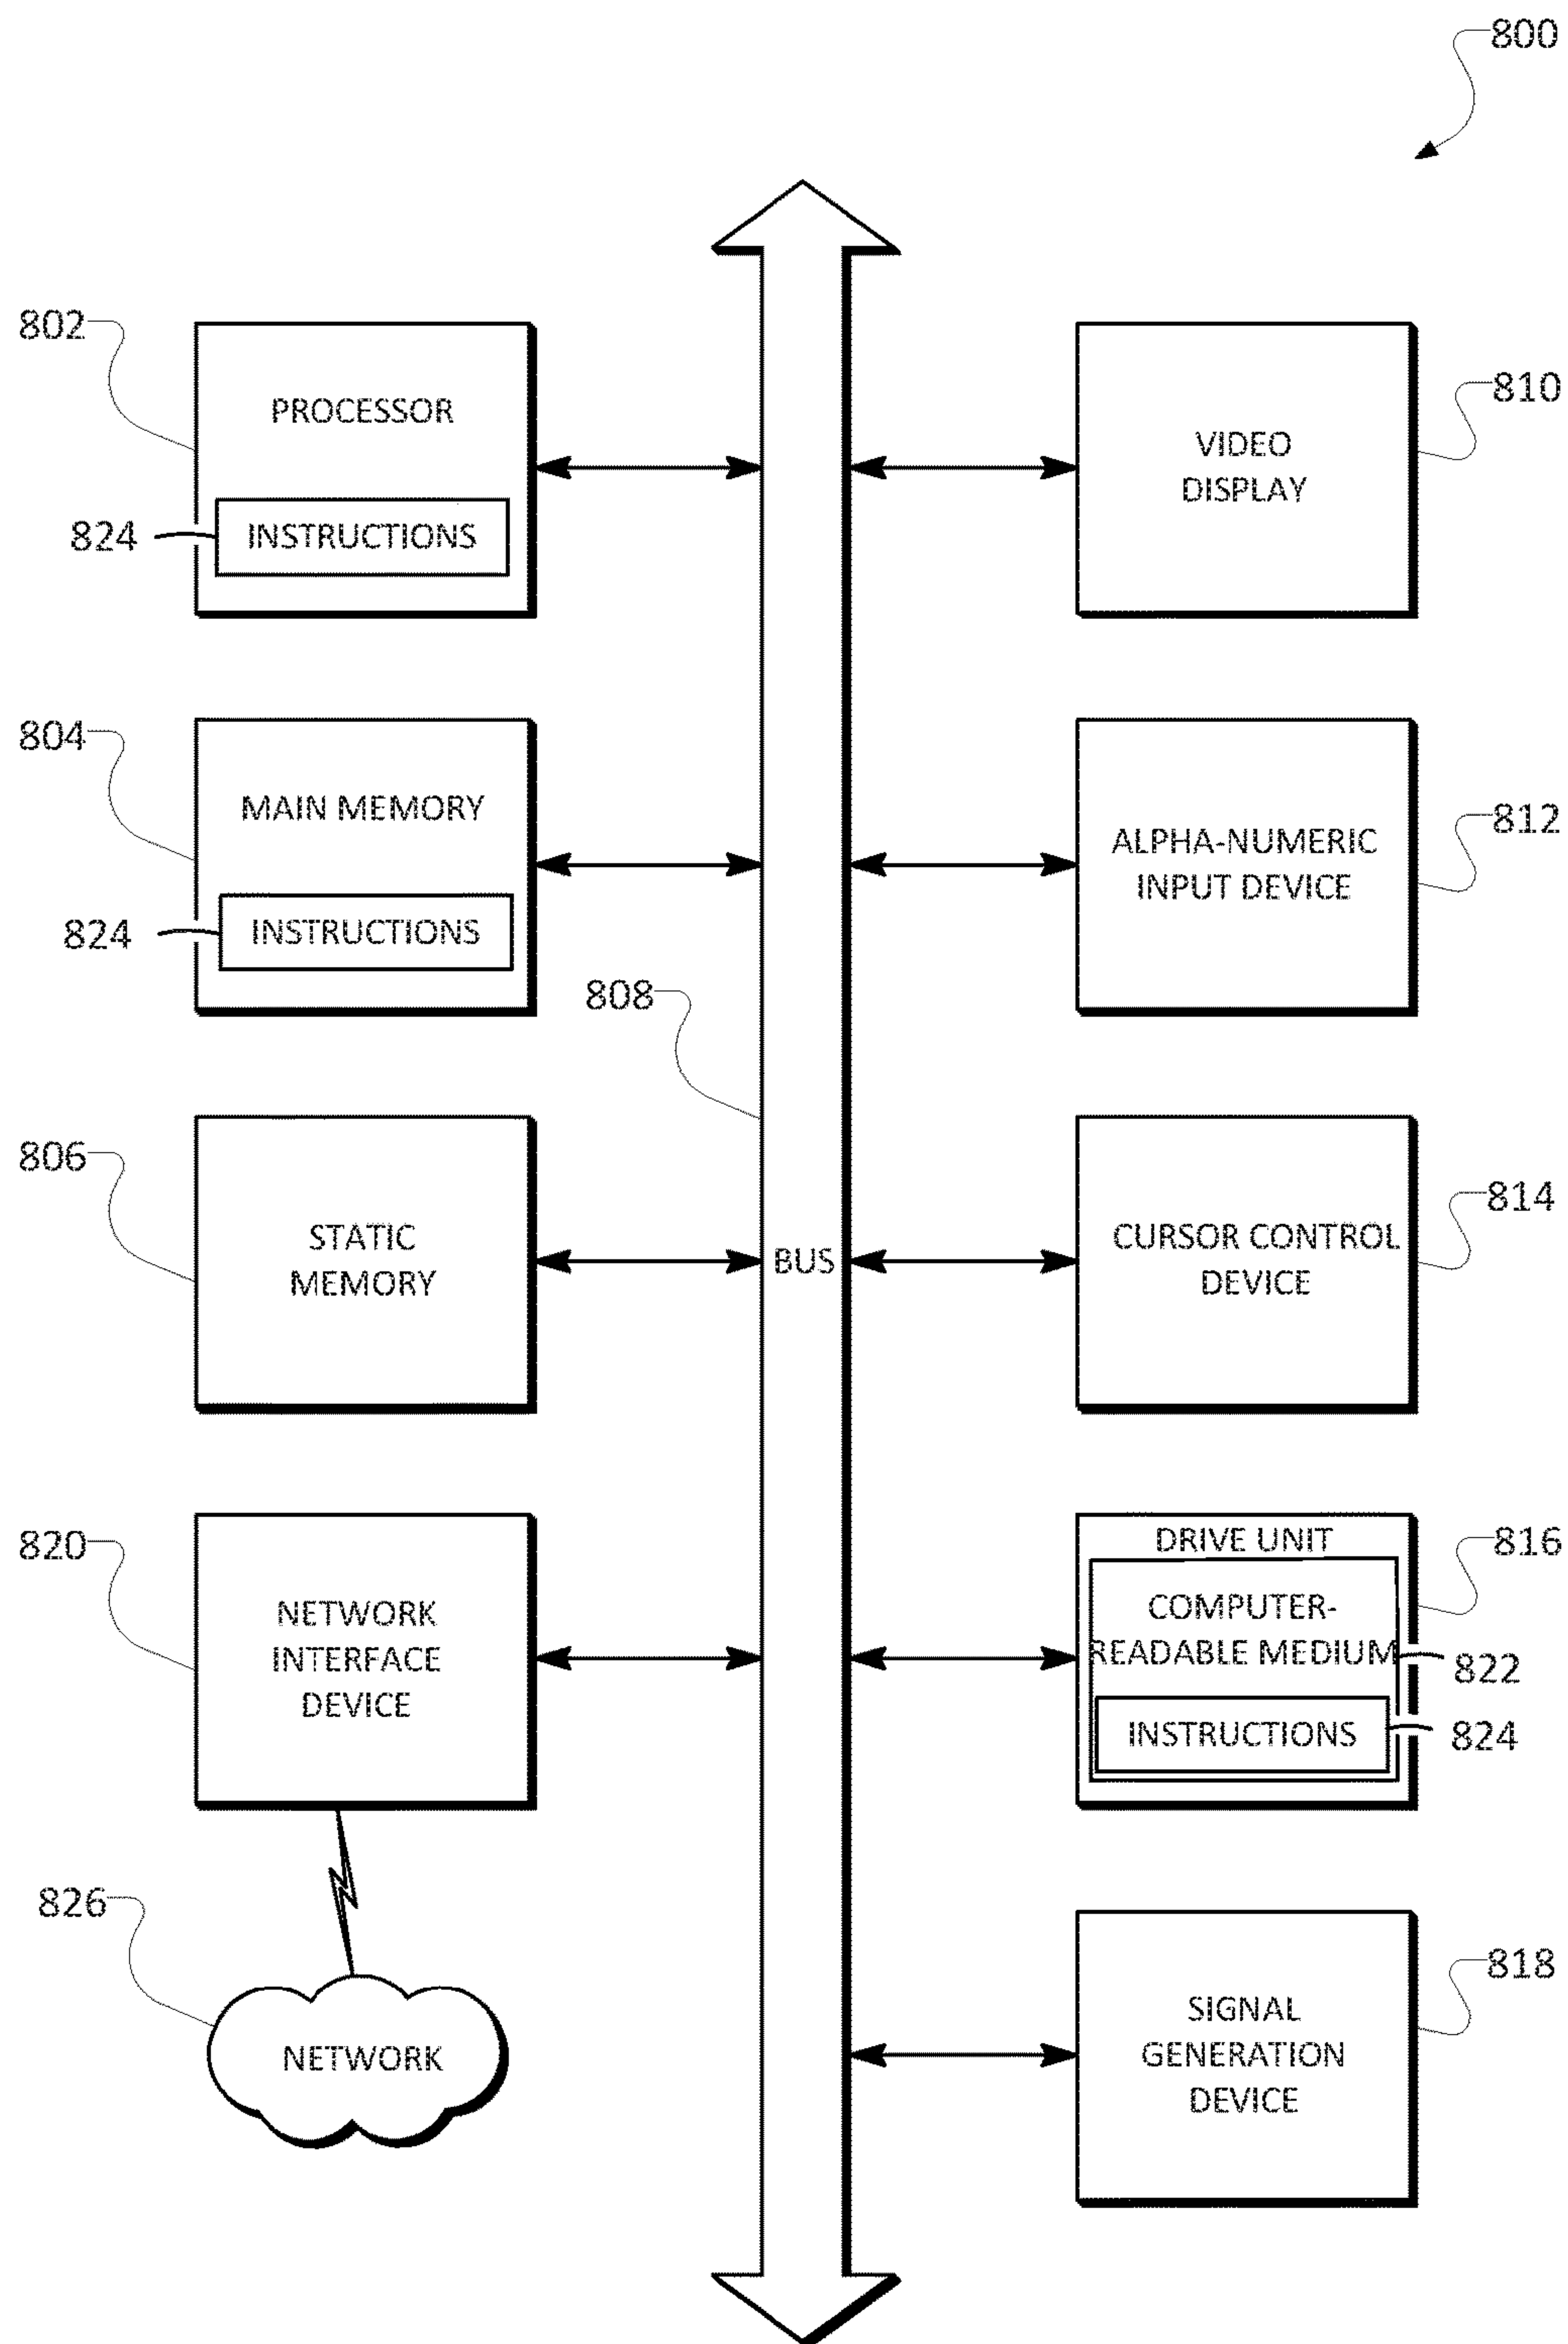 800
802
PROCESSOR
824
INSTRUCTIONS
810
VIDEO
DISPLAY
804
MAIN MEMORY
824
INSTRUCTIONS
812
ALPHA-NUMERIC
INPUT DEVICE
808
BUS
806
STATIC
MEMORY
814
CURSOR CONTROL
DEVICE
820
NETWORK
INTERFACE
DEVICE
816
DRIVE UNIT
COMPUTER-
READABLE MEDIUM
822
INSTRUCTIONS
824
826
NETWORK
818
SIGNAL
GENERATION
DEVICE